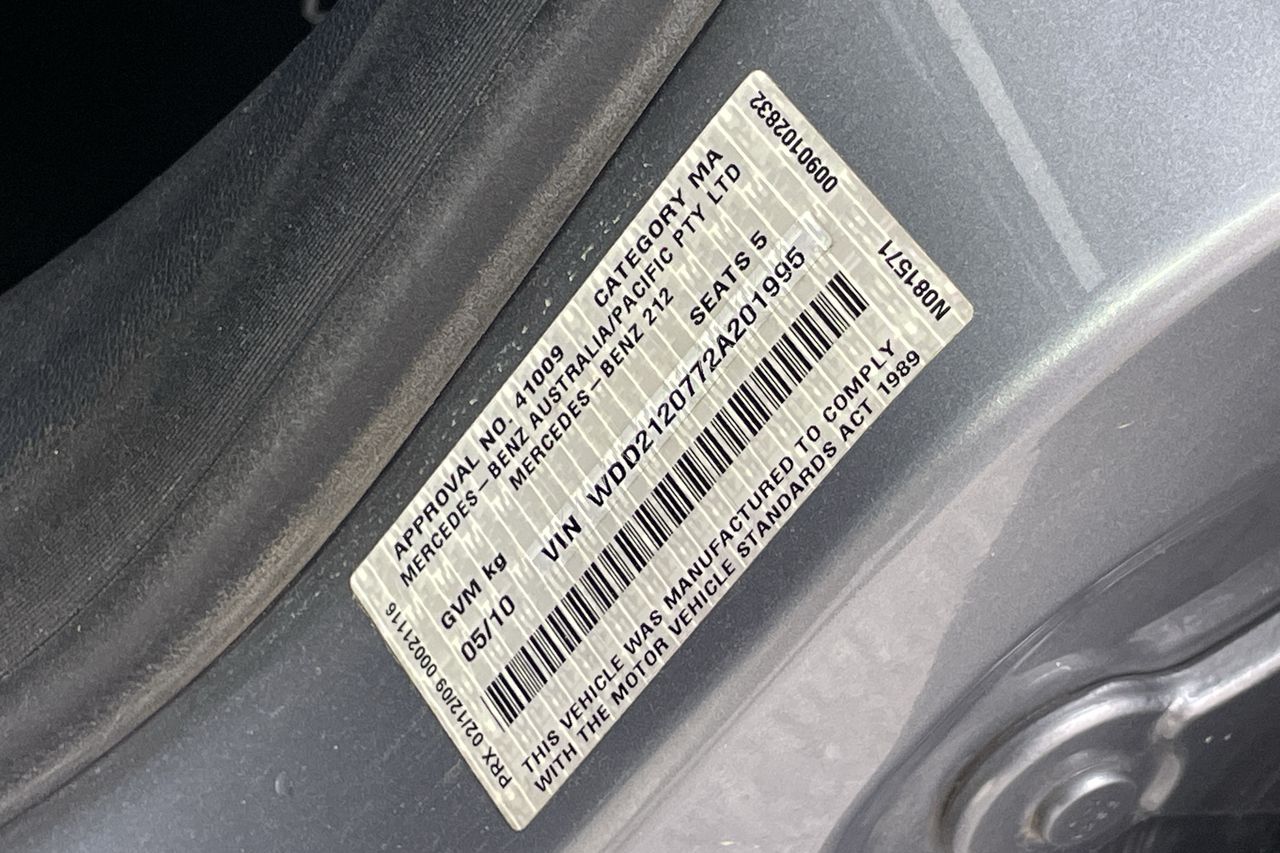 APPROVAL NO. 41009 CATEGORY MA
MERCEDES-BENZ AUSTRALIA/PACIFIC PTY LTD
MERCEDES-BENZ 212
GVM kg SEATS 5
05/10 VIN WDD2120772A201995
THIS VEHICLE WAS MANUFACTURED TO COMPLY
WITH THE MOTOR VEHICLE STANDARDS ACT 1989
PRX 02/12/09 000211116
0090102832
N081571